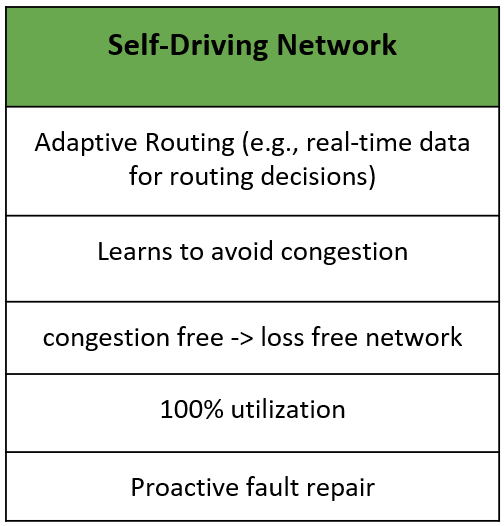 Self-Driving Network
Adaptive Routing (e.g., real-time data
for routing decisions)
Learns to avoid congestion
congestion free -> loss free network
100% utilization
Proactive fault repair